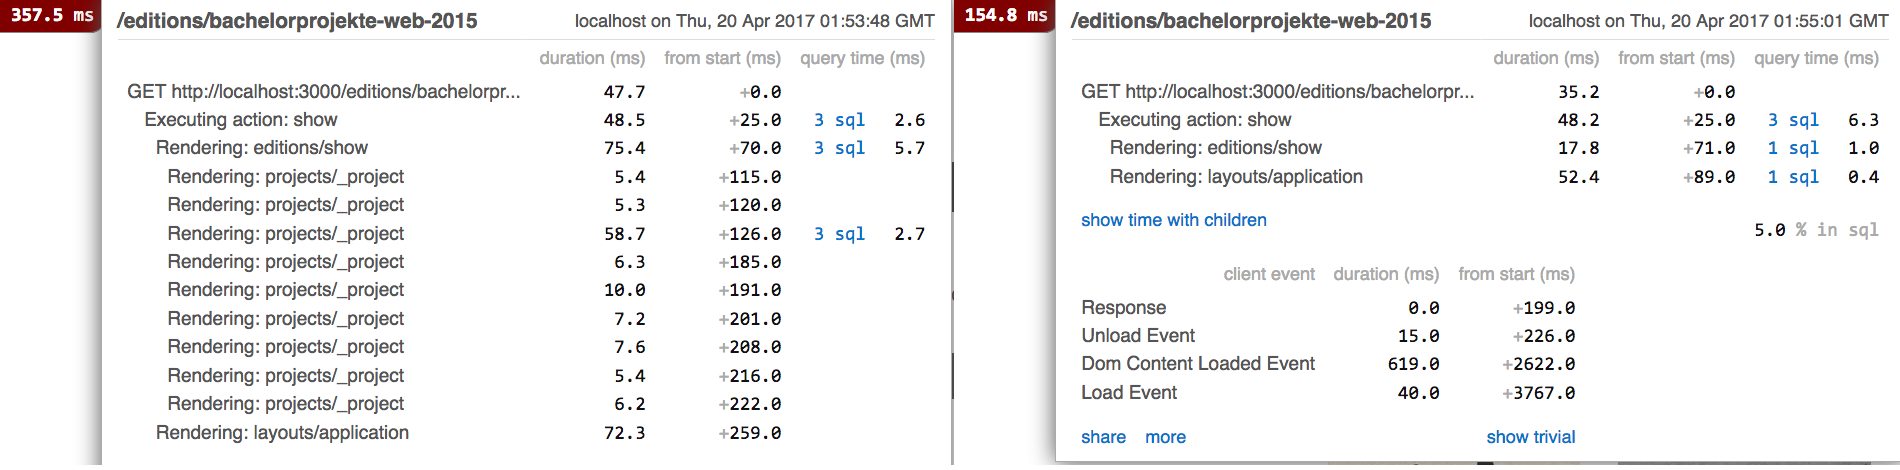 357.5 ms
/editions/bachelorprojekte-web-2015 localhost on Thu, 20 Apr 2017 01:53:48 GMT
duration (ms) from start (ms) query time (ms)
GET http://localhost:3000/editions/bachelorpr... 47.7 +0.0
Executing action: show 48.5 +25.0 3 sql 2.6
Rendering: editions/show 75.4 +70.0 3 sql 5.7
Rendering: projects/_project 5.4 +115.0
Rendering: projects/_project 5.3 +120.0
Rendering: projects/_project 58.7 +126.0 3 sql 2.7
Rendering: projects/_project 6.3 +185.0
Rendering: projects/_project 10.0 +191.0
Rendering: projects/_project 7.2 +201.0
Rendering: projects/_project 7.6 +208.0
Rendering: projects/_project 5.4 +216.0
Rendering: projects/_project 6.2 +222.0
Rendering: layouts/application 72.3 +259.0
154.8 ms
/editions/bachelorprojekte-web-2015 localhost on Thu, 20 Apr 2017 01:55:01 GMT
duration (ms) from start (ms) query time (ms)
GET http://localhost:3000/editions/bachelorpr... 35.2 +0.0
Executing action: show 48.2 +25.0 3 sql 6.3
Rendering: editions/show 17.8 +71.0 1 sql 1.0
Rendering: layouts/application 52.4 +89.0 1 sql 0.4
show time with children
5.0 % in sql
client event duration (ms) from start (ms)
Response 0.0 +199.0
Unload Event 15.0 +226.0
Dom Content Loaded Event 619.0 +2622.0
Load Event 40.0 +3767.0
share more show trivial